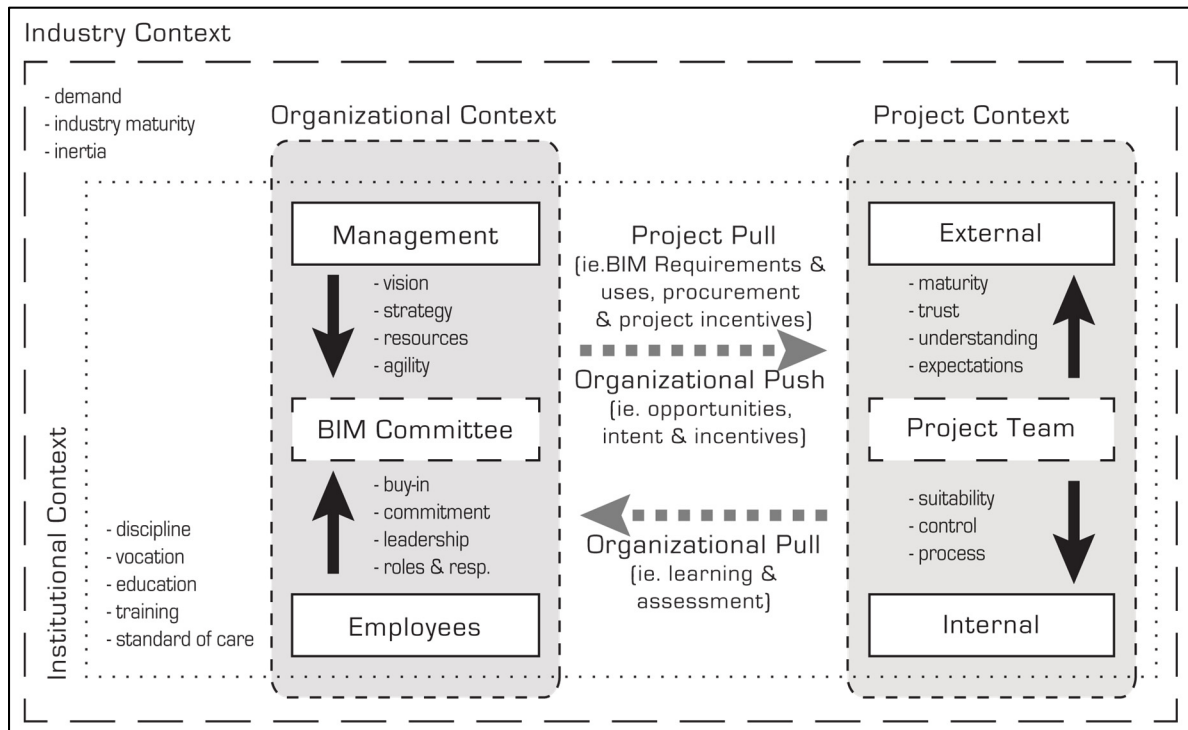 Industry Context
- demand
- industry maturity
- inertia
Organizational Context
Management
- vision
- strategy
- resources
- agility
BIM Committee
- buy-in
- commitment
- leadership
- roles & resp.
Employees
Project Pull
(ie.BIM Requirements &
uses, procurement
& project incentives)
Organizational Push
(ie. opportunities,
intent & incentives)
Organizational Pull
(ie. learning &
assessment)
Project Context
External
- maturity
- trust
- understanding
- expectations
Project Team
- suitability
- control
- process
Internal
Institutional Context
- discipline
- vocation
- education
- training
- standard of care